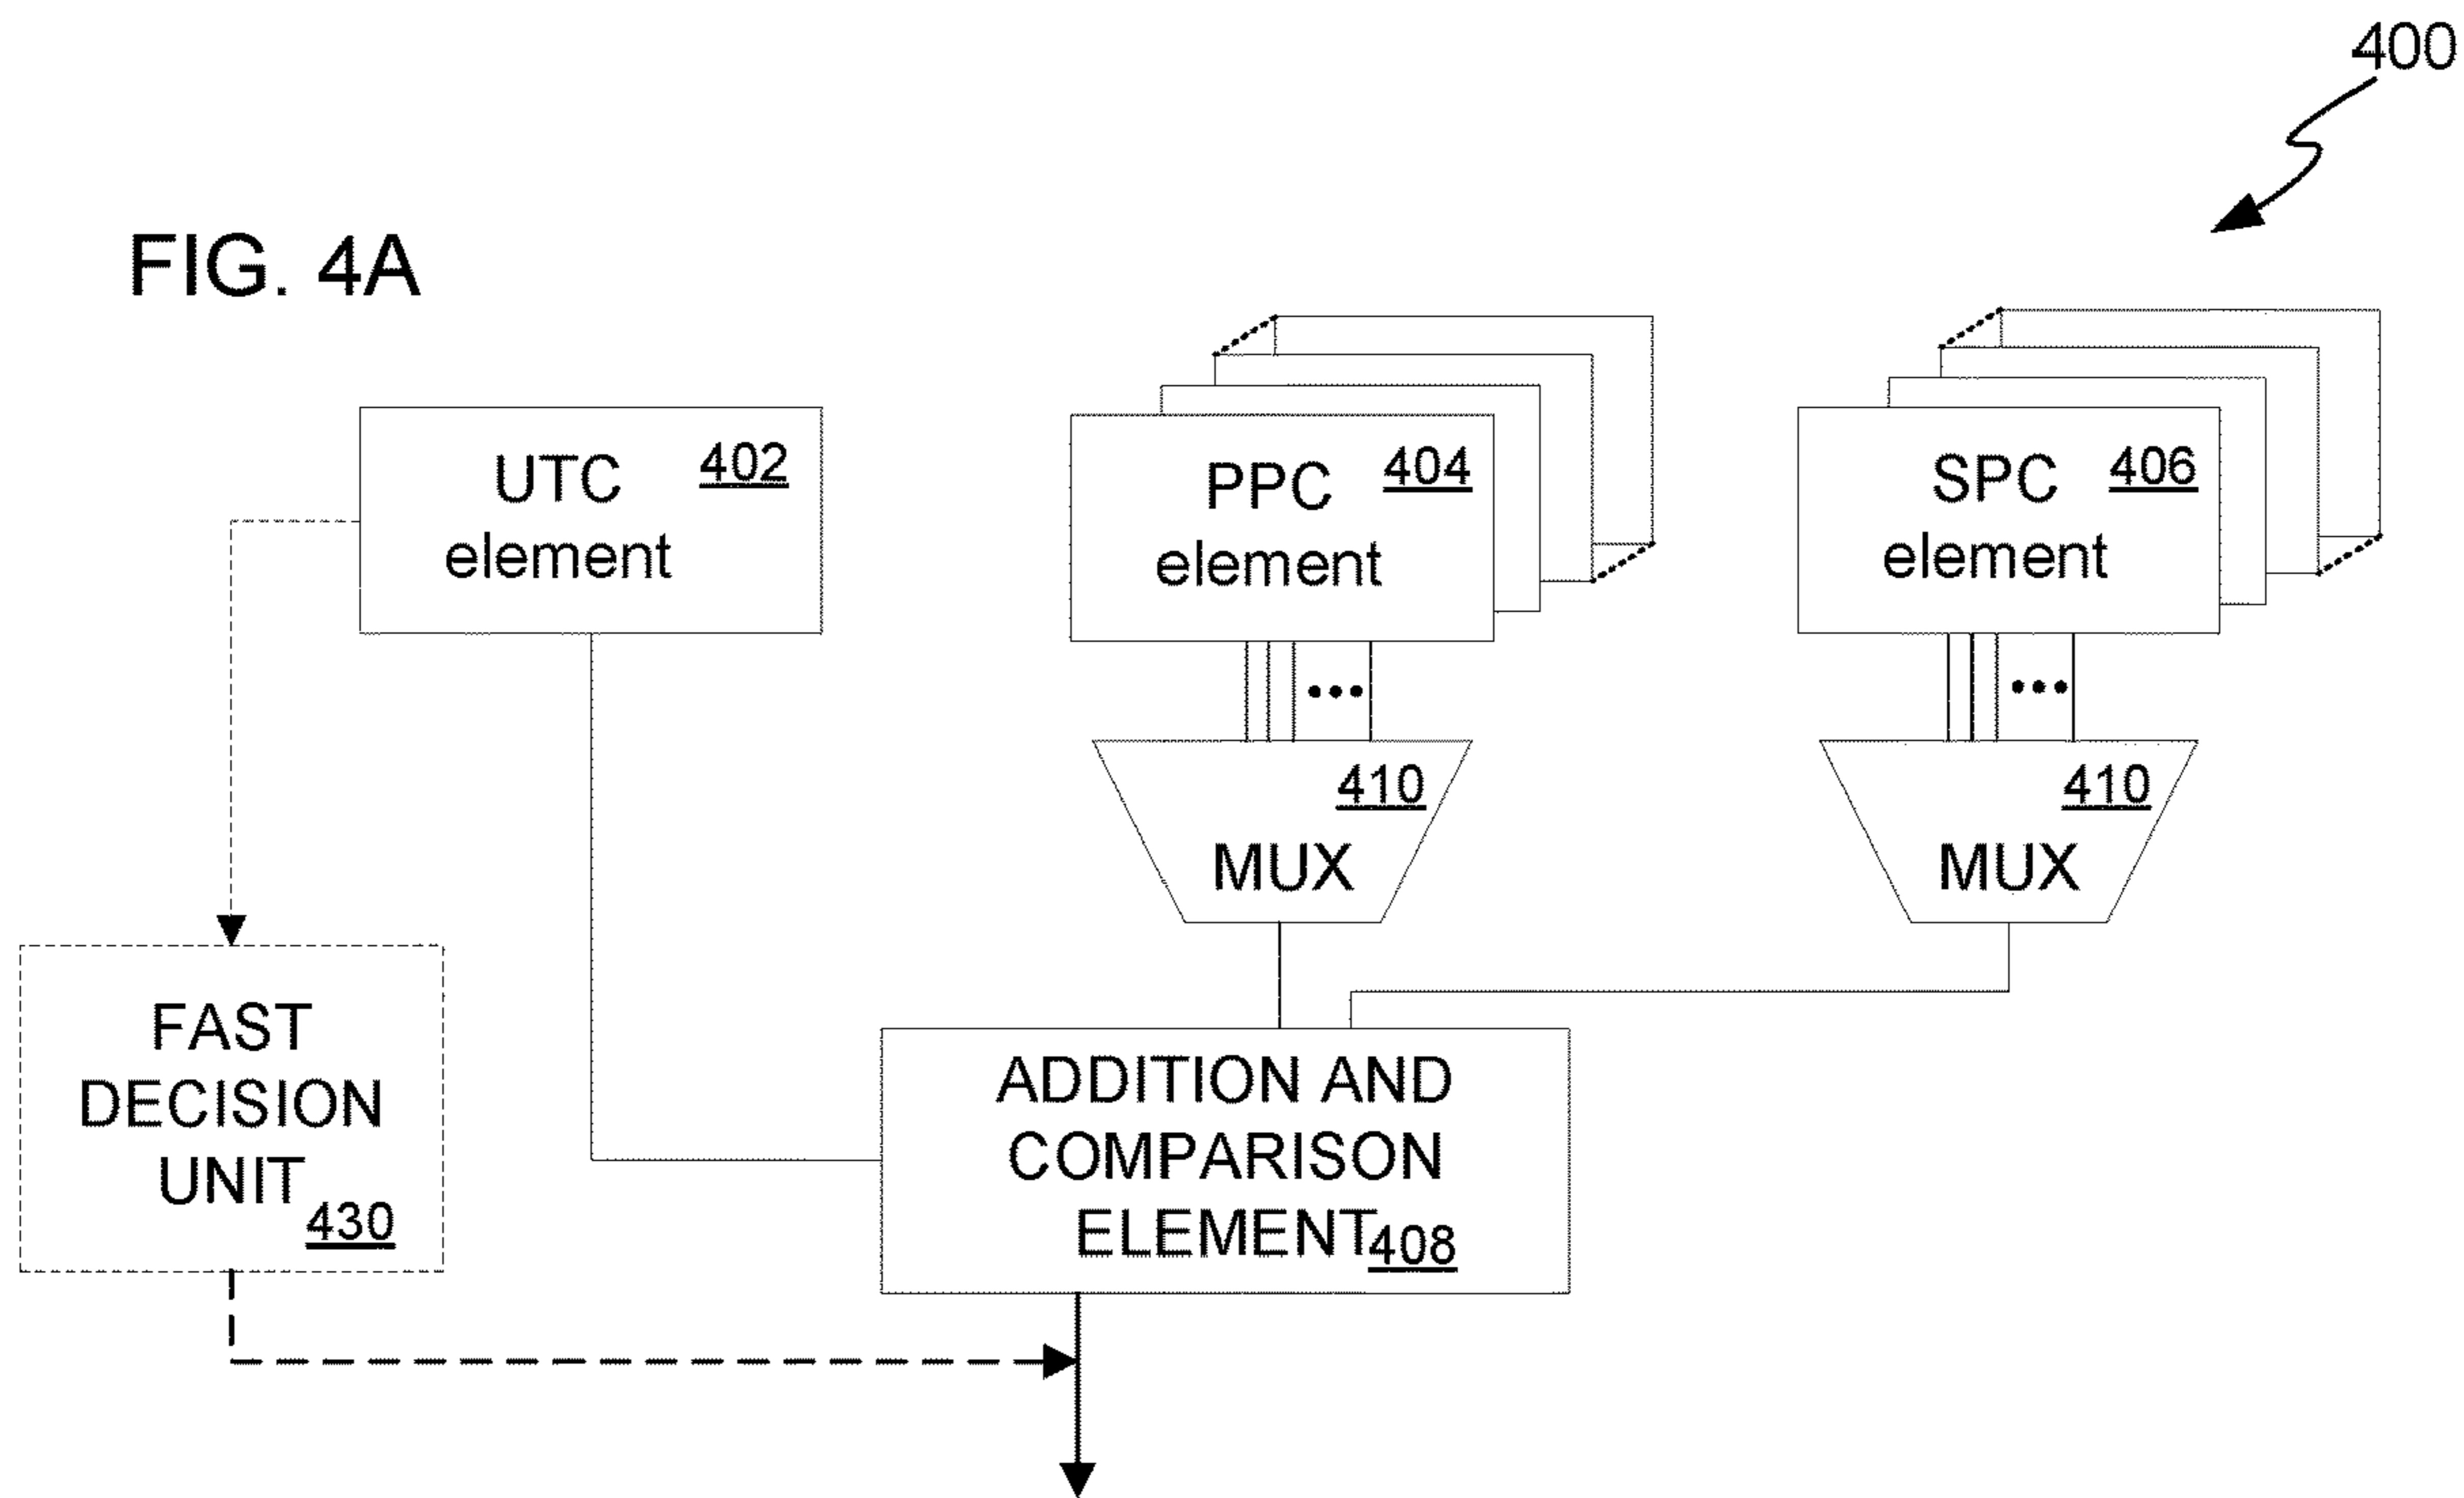 400
FIG. 4A
UTC 402
element
PPC 404
element
SPC 406
element
410
MUX
410
MUX
FAST
DECISION
UNIT 430
ADDITION AND
COMPARISON
ELEMENT 408